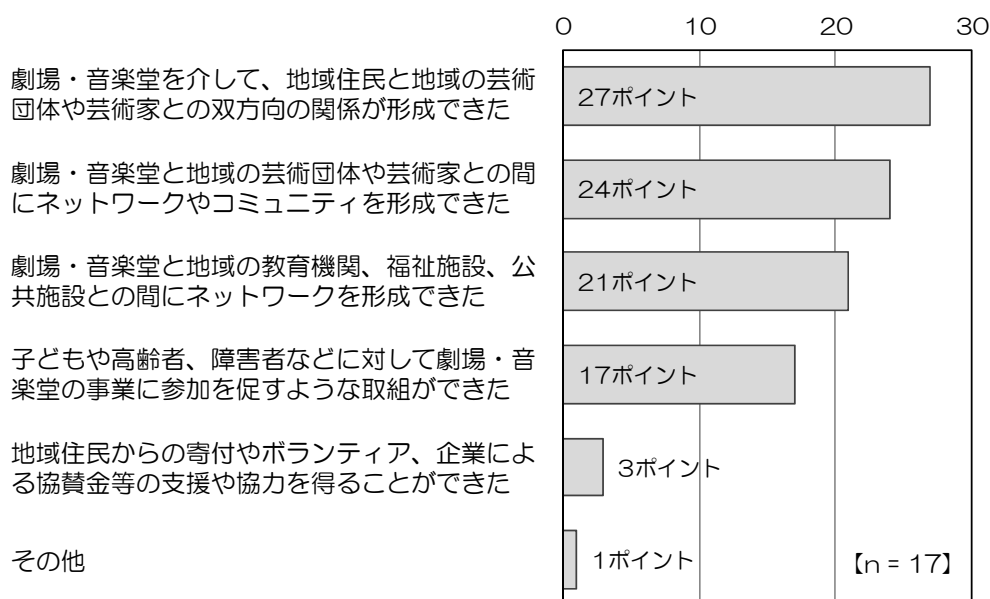 0 10 20 30
劇場・音楽堂を介して、地域住民と地域の芸術
団体や芸術家との双方向の関係が形成できた
27ポイント
劇場・音楽堂と地域の芸術団体や芸術家との間
にネットワークやコミュニティを形成できた
24ポイント
劇場・音楽堂と地域の教育機関、福祉施設、公
共施設との間にネットワークを形成できた
21ポイント
子どもや高齢者、障害者などに対して劇場・音
楽堂の事業に参加を促すような取組ができた
17ポイント
地域住民からの寄付やボランティア、企業によ
る協賛金等の支援や協力を得ることができた
3ポイント
その他
1ポイント
【n = 17】